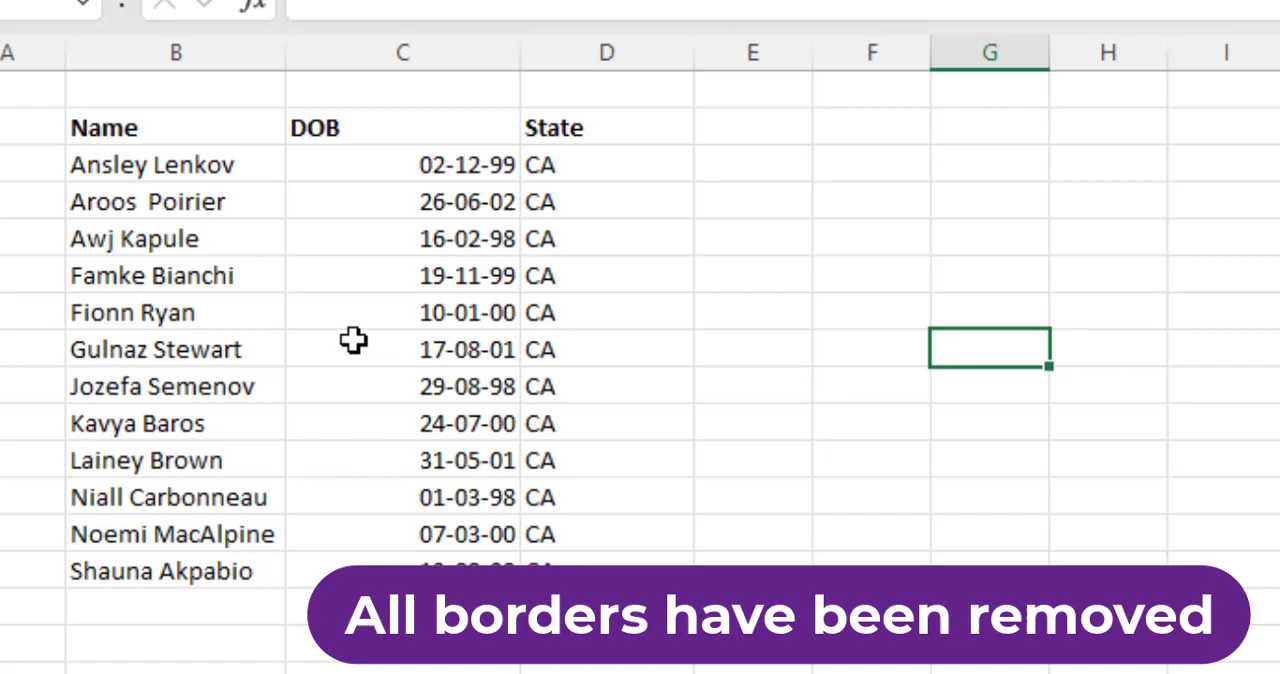 fx
A B C D E F G H I
Name DOB State
Ansley Lenkov 02-12-99 CA
Aroos  Poirier 26-06-02 CA
Awj Kapule 16-02-98 CA
Famke Bianchi 19-11-99 CA
Fionn Ryan 10-01-00 CA
Gulnaz Stewart 17-08-01 CA
Jozefa Semenov 29-08-98 CA
Kavya Baros 24-07-00 CA
Lainey Brown 31-05-01 CA
Niall Carbonneau 01-03-98 CA
Noemi MacAlpine 07-03-00 CA
Shauna Akpabio
All borders have been removed